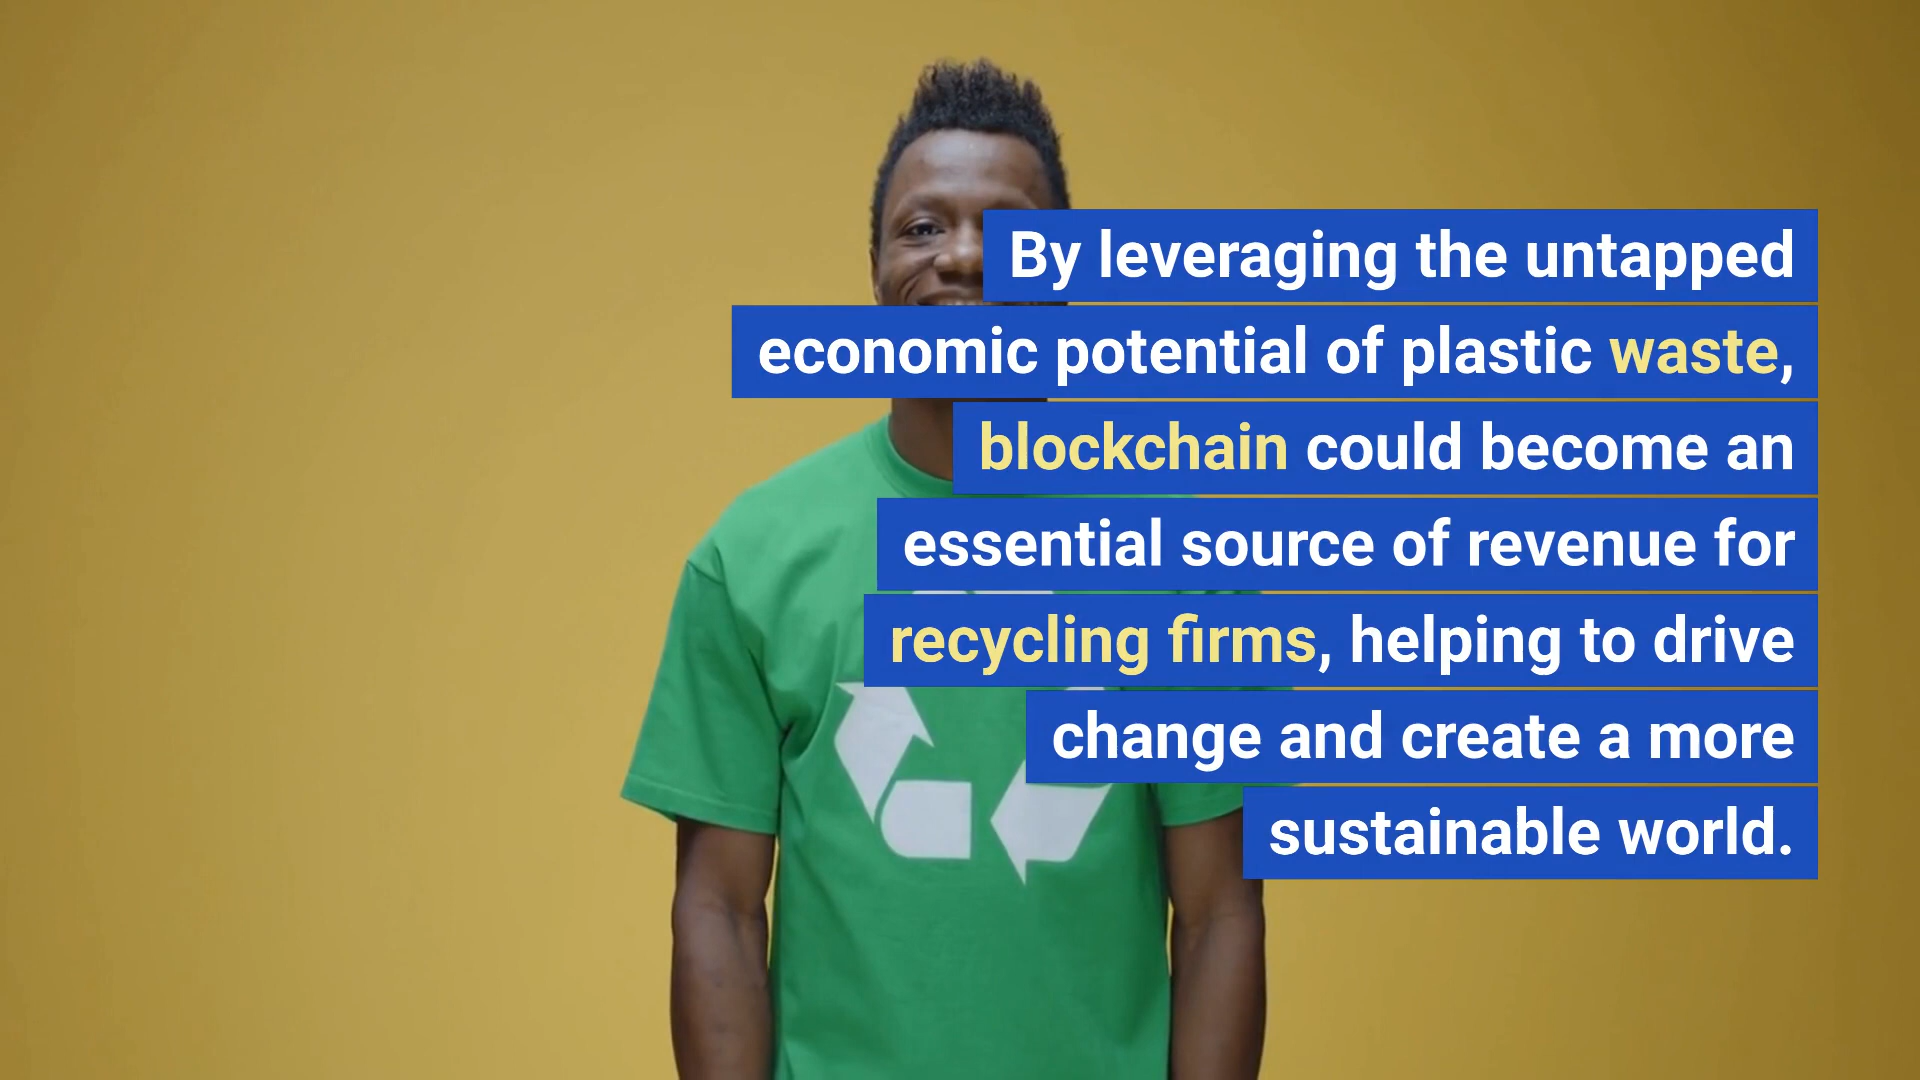 By leveraging the untapped
economic potential of plastic waste,
blockchain could become an
essential source of revenue for
recycling firms, helping to drive
change and create a more
sustainable world.